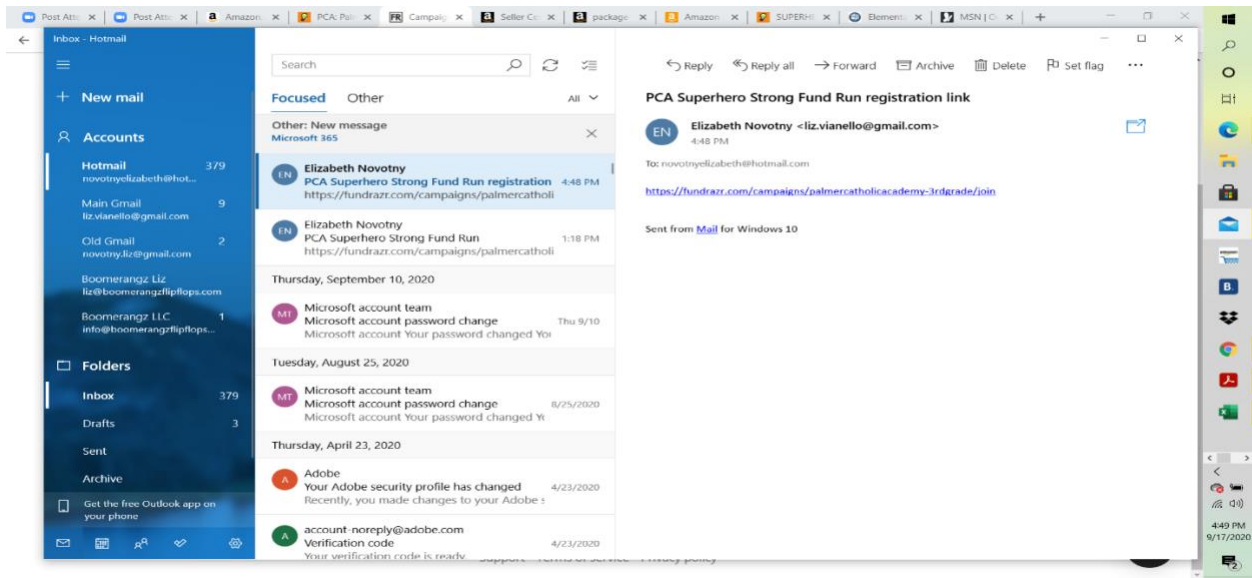 Post Att
Post Att
Amazon
PCA: Pal
Campaig
Seller Ce
package
Amazon
SUPERH
Element
MSN | O
Inbox - Hotmail
New mail
Accounts
Hotmail 379
novotnyelizabeth@hot...
Main Gmail 9
liz.vianello@gmail.com
Old Gmail 2
novotny.liz@gmail.com
Boomerangz Liz
liz@boomerangzflipflops.com
Boomerangz LLC 1
info@boomerangzflipflops...
Folders
Inbox 379
Drafts 3
Sent
Archive
Get the free Outlook app on
your phone
Search
Focused Other All
Other: New message
Microsoft 365
EN
Elizabeth Novotny
PCA Superhero Strong Fund Run registration 4:48 PM
https://fundrazr.com/campaigns/palmercatholi
EN
Elizabeth Novotny
PCA Superhero Strong Fund Run 1:18 PM
https://fundrazr.com/campaigns/palmercatholi
Thursday, September 10, 2020
MT
Microsoft account team
Microsoft account password change Thu 9/10
Microsoft account Your password changed You
Tuesday, August 25, 2020
MT
Microsoft account team
Microsoft account password change 8/25/2020
Microsoft account Your password changed Y
Thursday, April 23, 2020
A
Adobe
Your Adobe security profile has changed 4/23/2020
Recently, you made changes to your Adobe
A
account-noreply@adobe.com
Verification code 4/23/2020
Your verification code is ready.
Reply Reply all Forward Archive Delete Set flag
PCA Superhero Strong Fund Run registration link
EN
Elizabeth Novotny <liz.vianello@gmail.com>
4:48 PM
To: novotnyelizabeth@hotmail.com
https://fundrazr.com/campaigns/palmercatholicacademy-3rdgrade/join
Sent from Mail for Windows 10
Support Terms of service Privacy policy
4:49 PM
9/17/2020